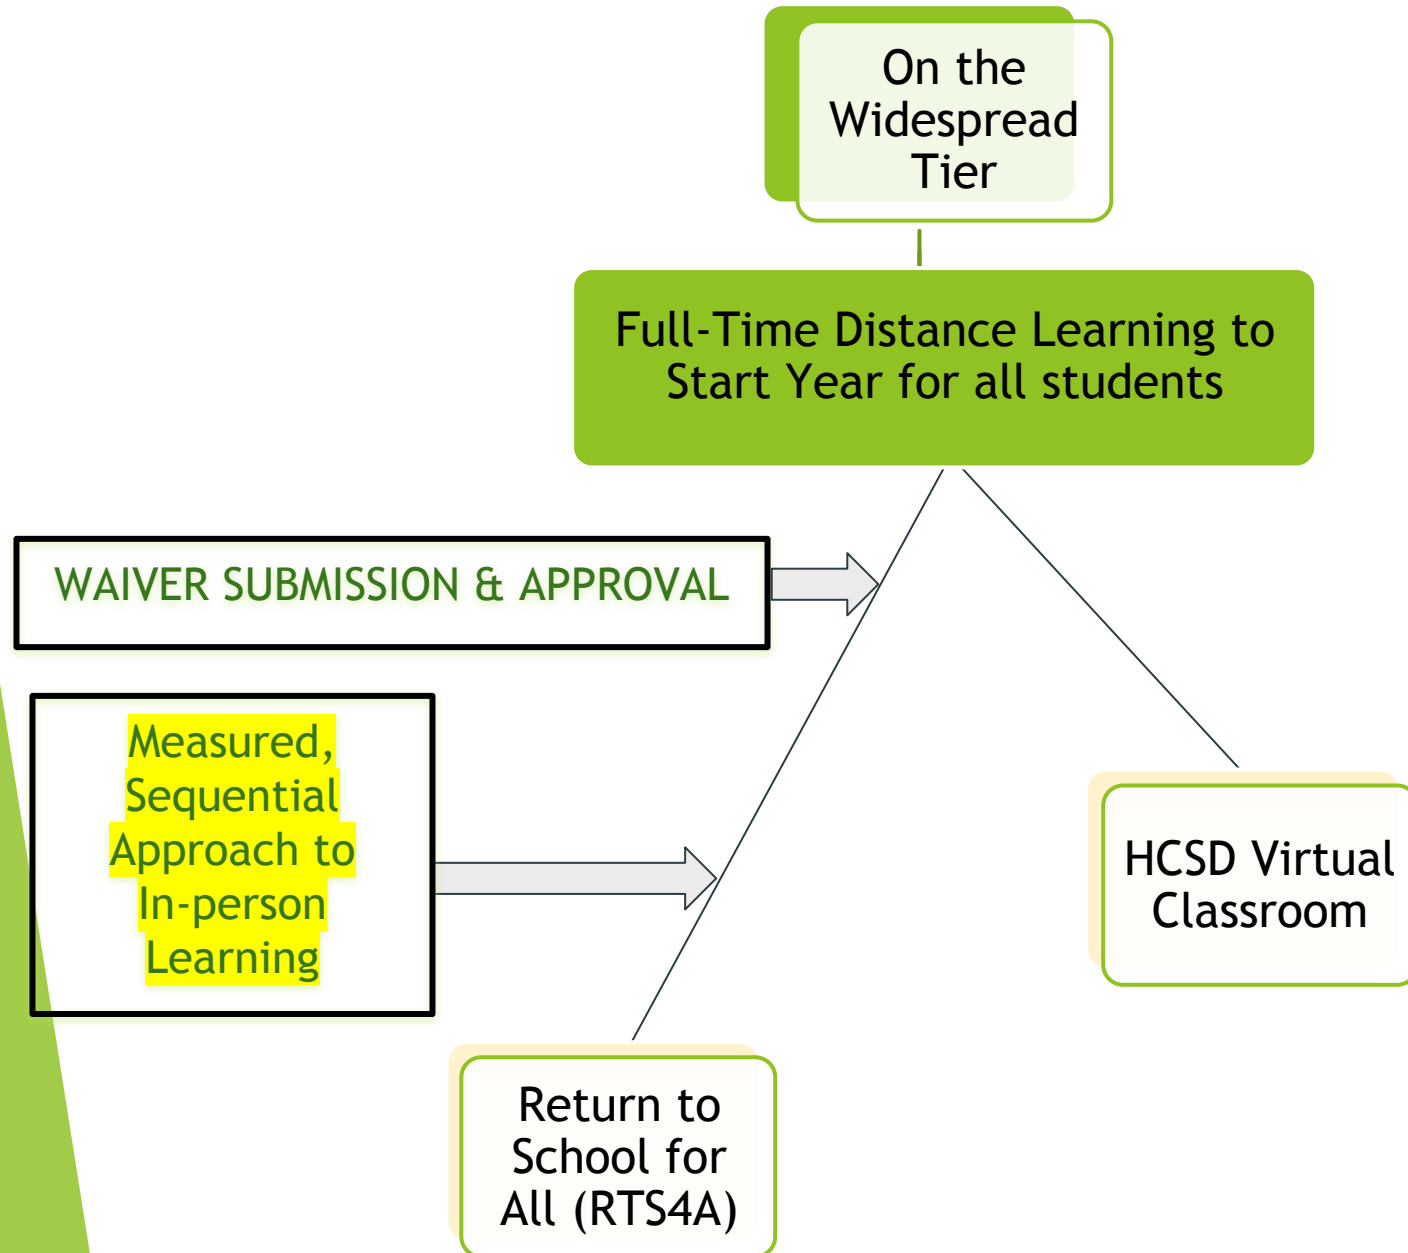 On the
Widespread
Tier
Full-Time Distance Learning to
Start Year for all students
WAIVER SUBMISSION & APPROVAL
Measured,
Sequential
Approach to
In-person
Learning
HCSD Virtual
Classroom
Return to
School for
All (RTS4A)